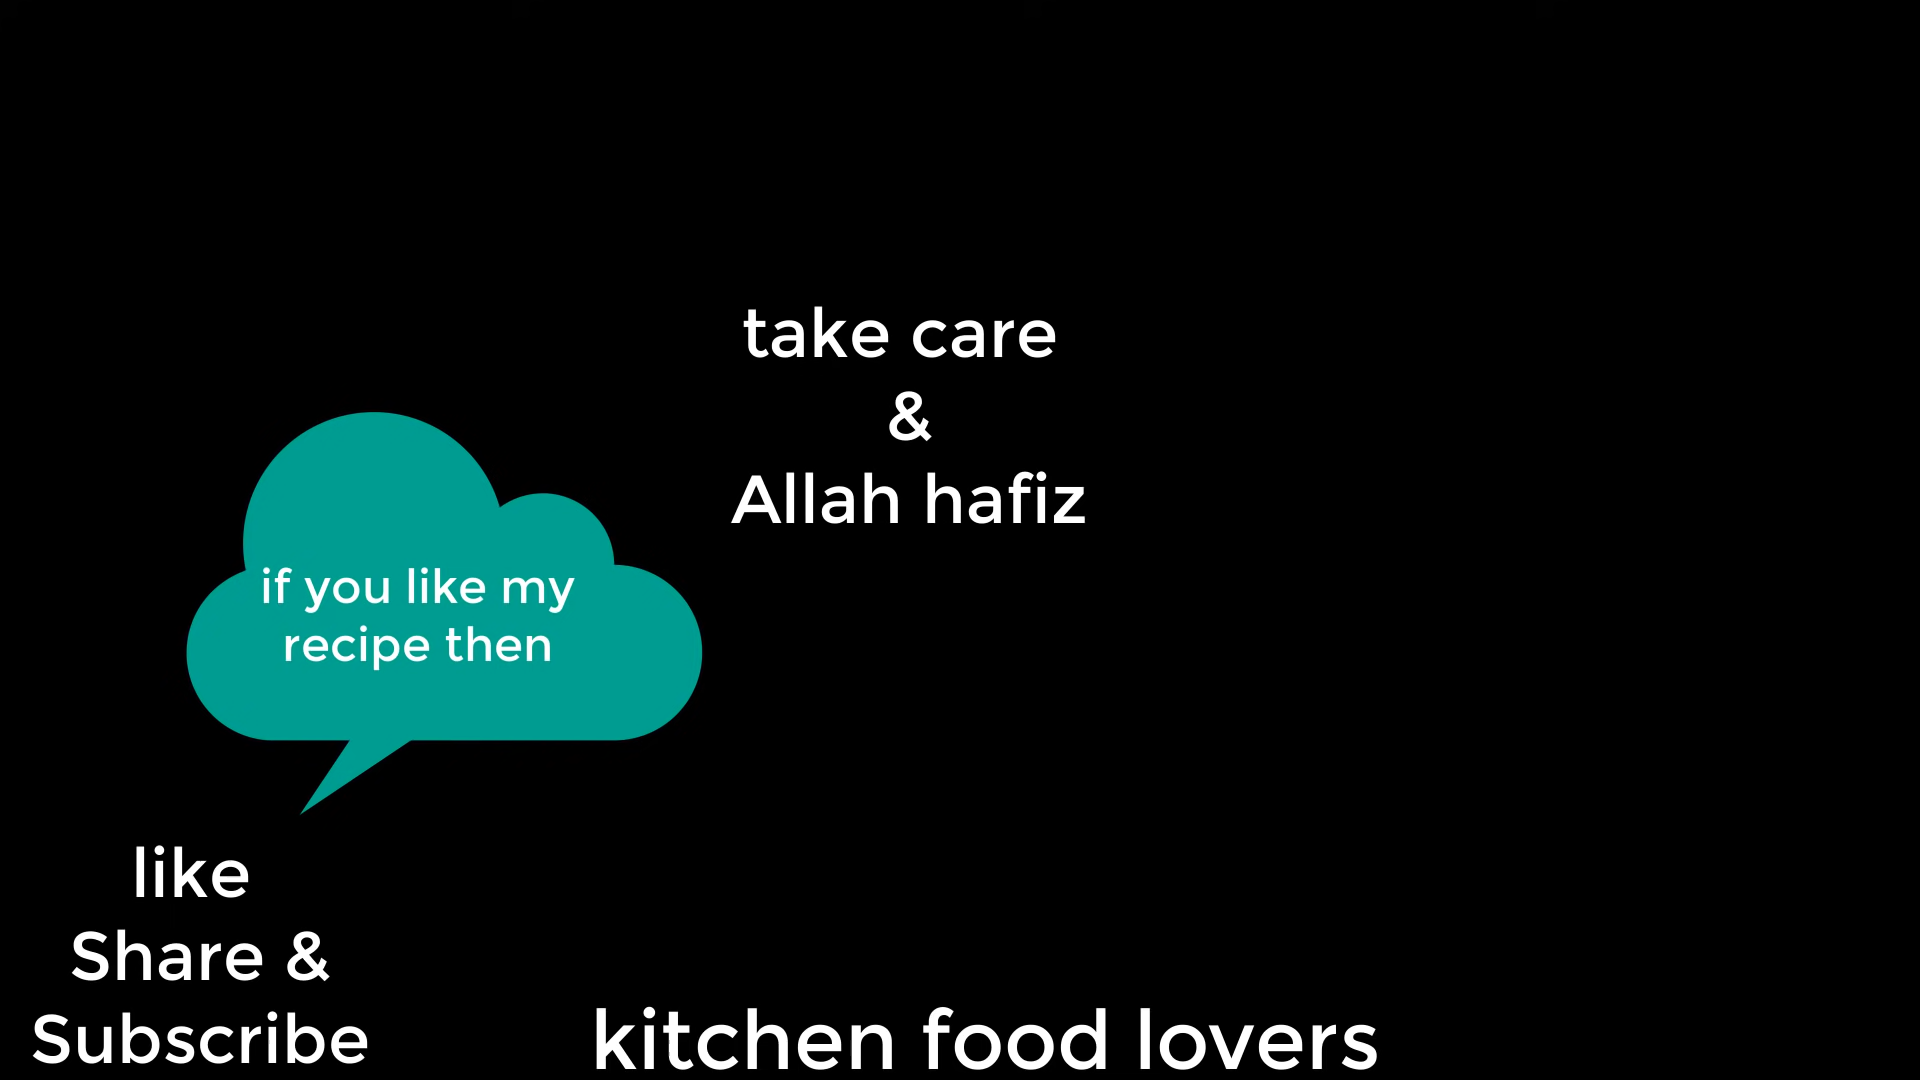 take care
&
Allah hafiz
if you like my
recipe then
like
Share &
Subscribe
kitchen food lovers